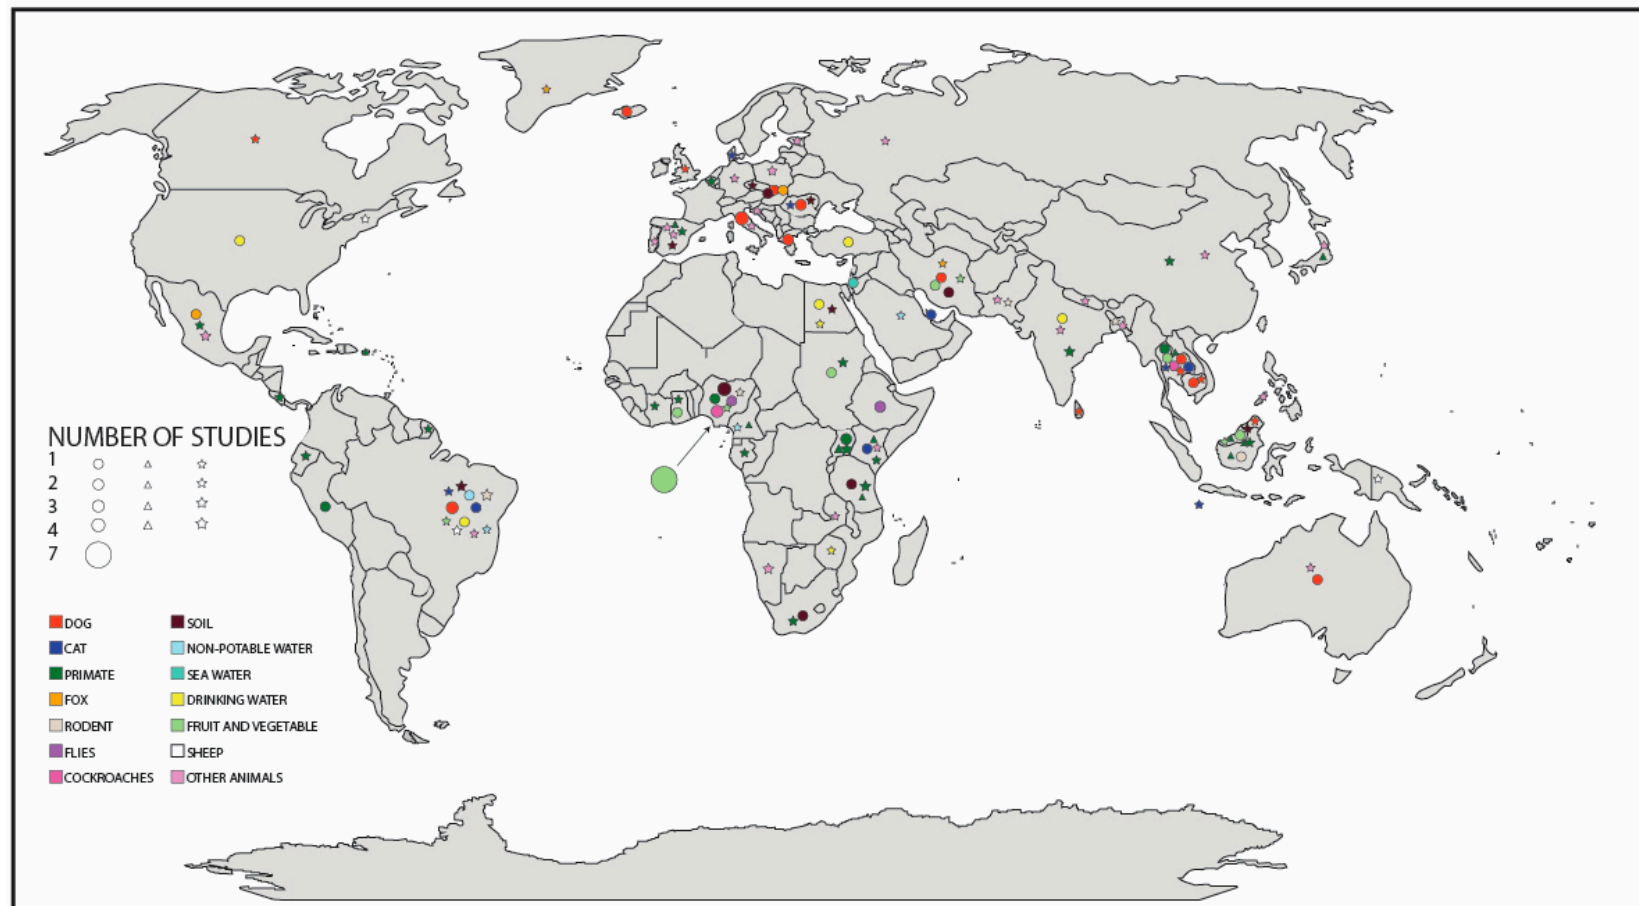 NUMBER OF STUDIES
1
2
3
4
7
DOG
CAT
PRIMATE
FOX
RODENT
FLIES
COCKROACHES
SOIL
NON-POTABLE WATER
SEA WATER
DRINKING WATER
FRUIT AND VEGETABLE
SHEEP
OTHER ANIMALS